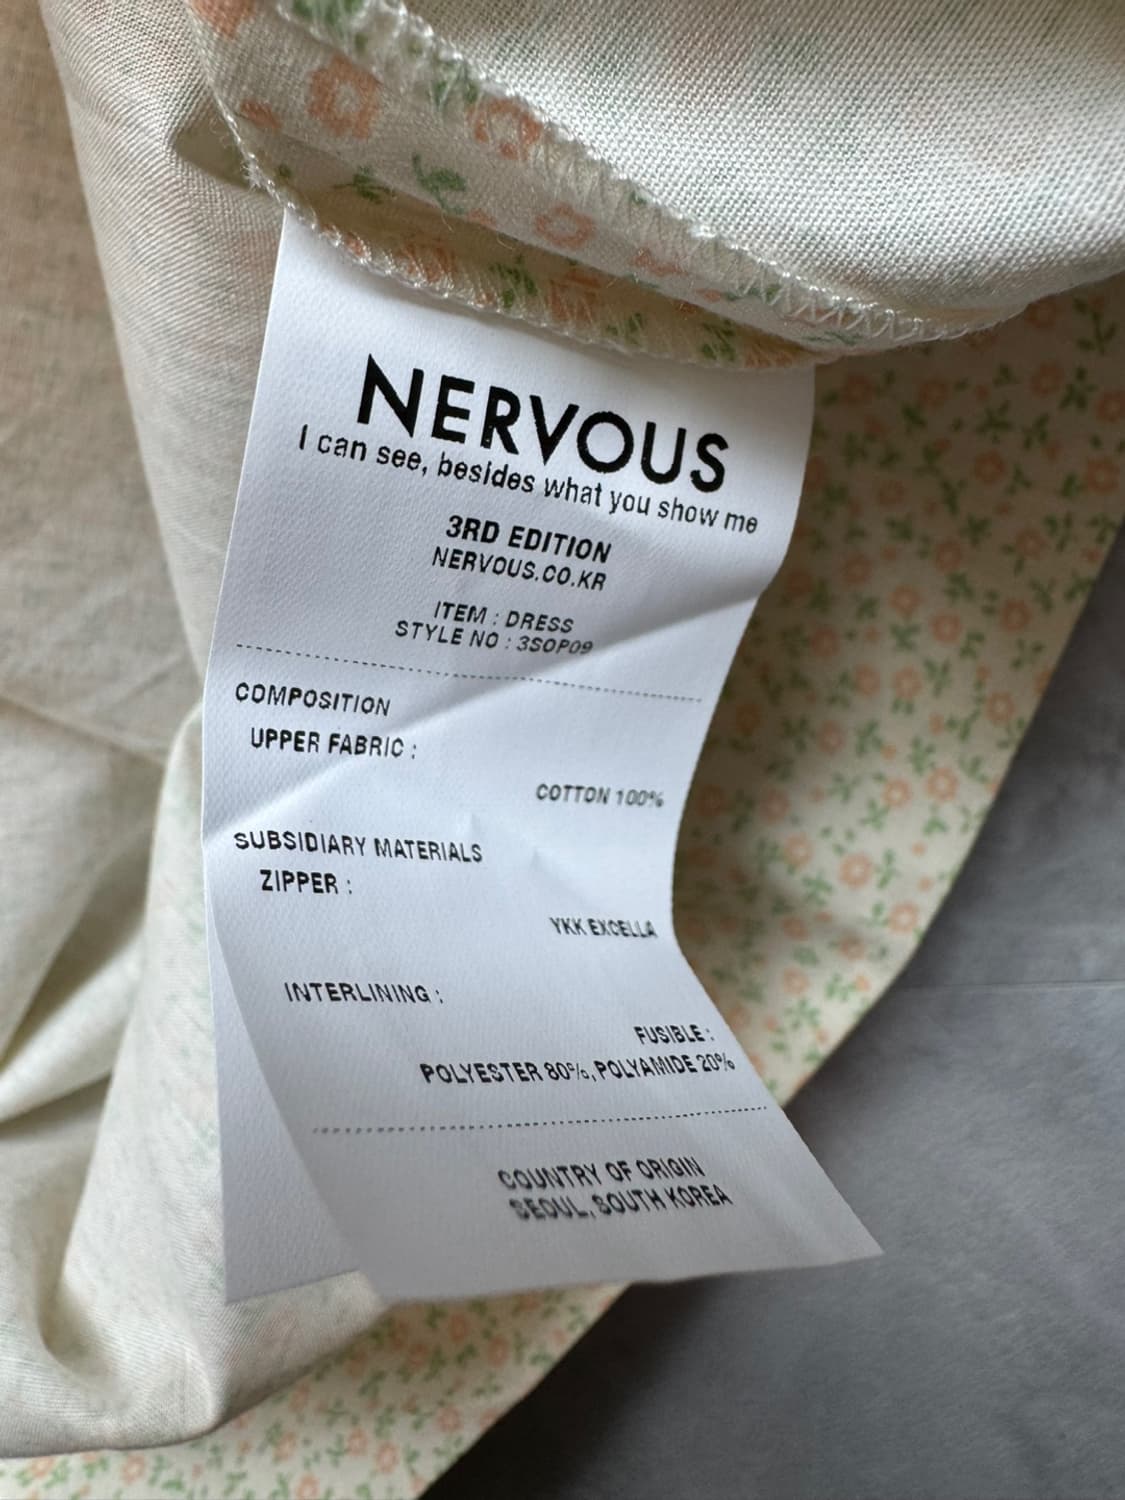 NERVOUS
I can see, besides what you show me
3RD EDITION
NERVOUS.CO.KR
ITEM : DRESS
STYLE NO : 3SOP09
COMPOSITION
UPPER FABRIC :
COTTON 100%
SUBSIDIARY MATERIALS
ZIPPER :
YKK EXCELLA
INTERLINING :
FUSIBLE :
POLYESTER 80%, POLYAMIDE 20%
COUNTRY OF ORIGIN
SEOUL, SOUTH KOREA